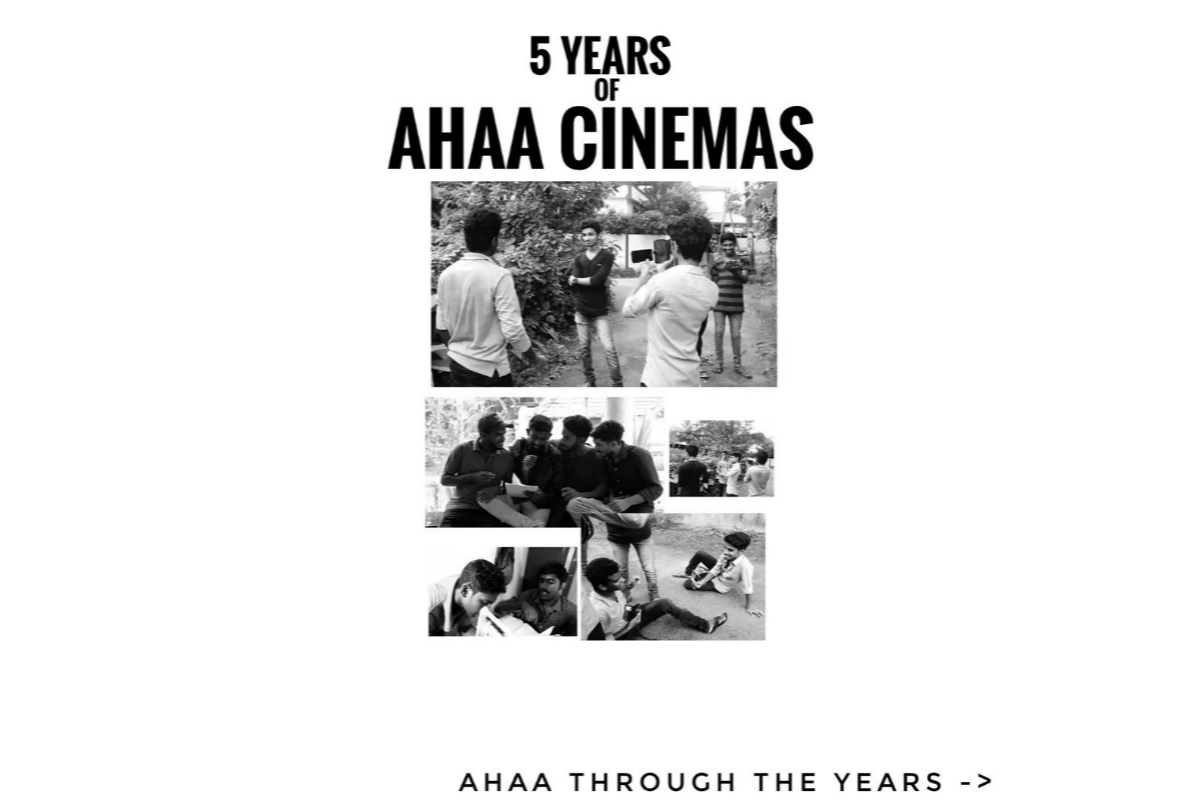 5 YEARS
OF
AHAA CINEMAS
AHAA THROUGH THE YEARS ->